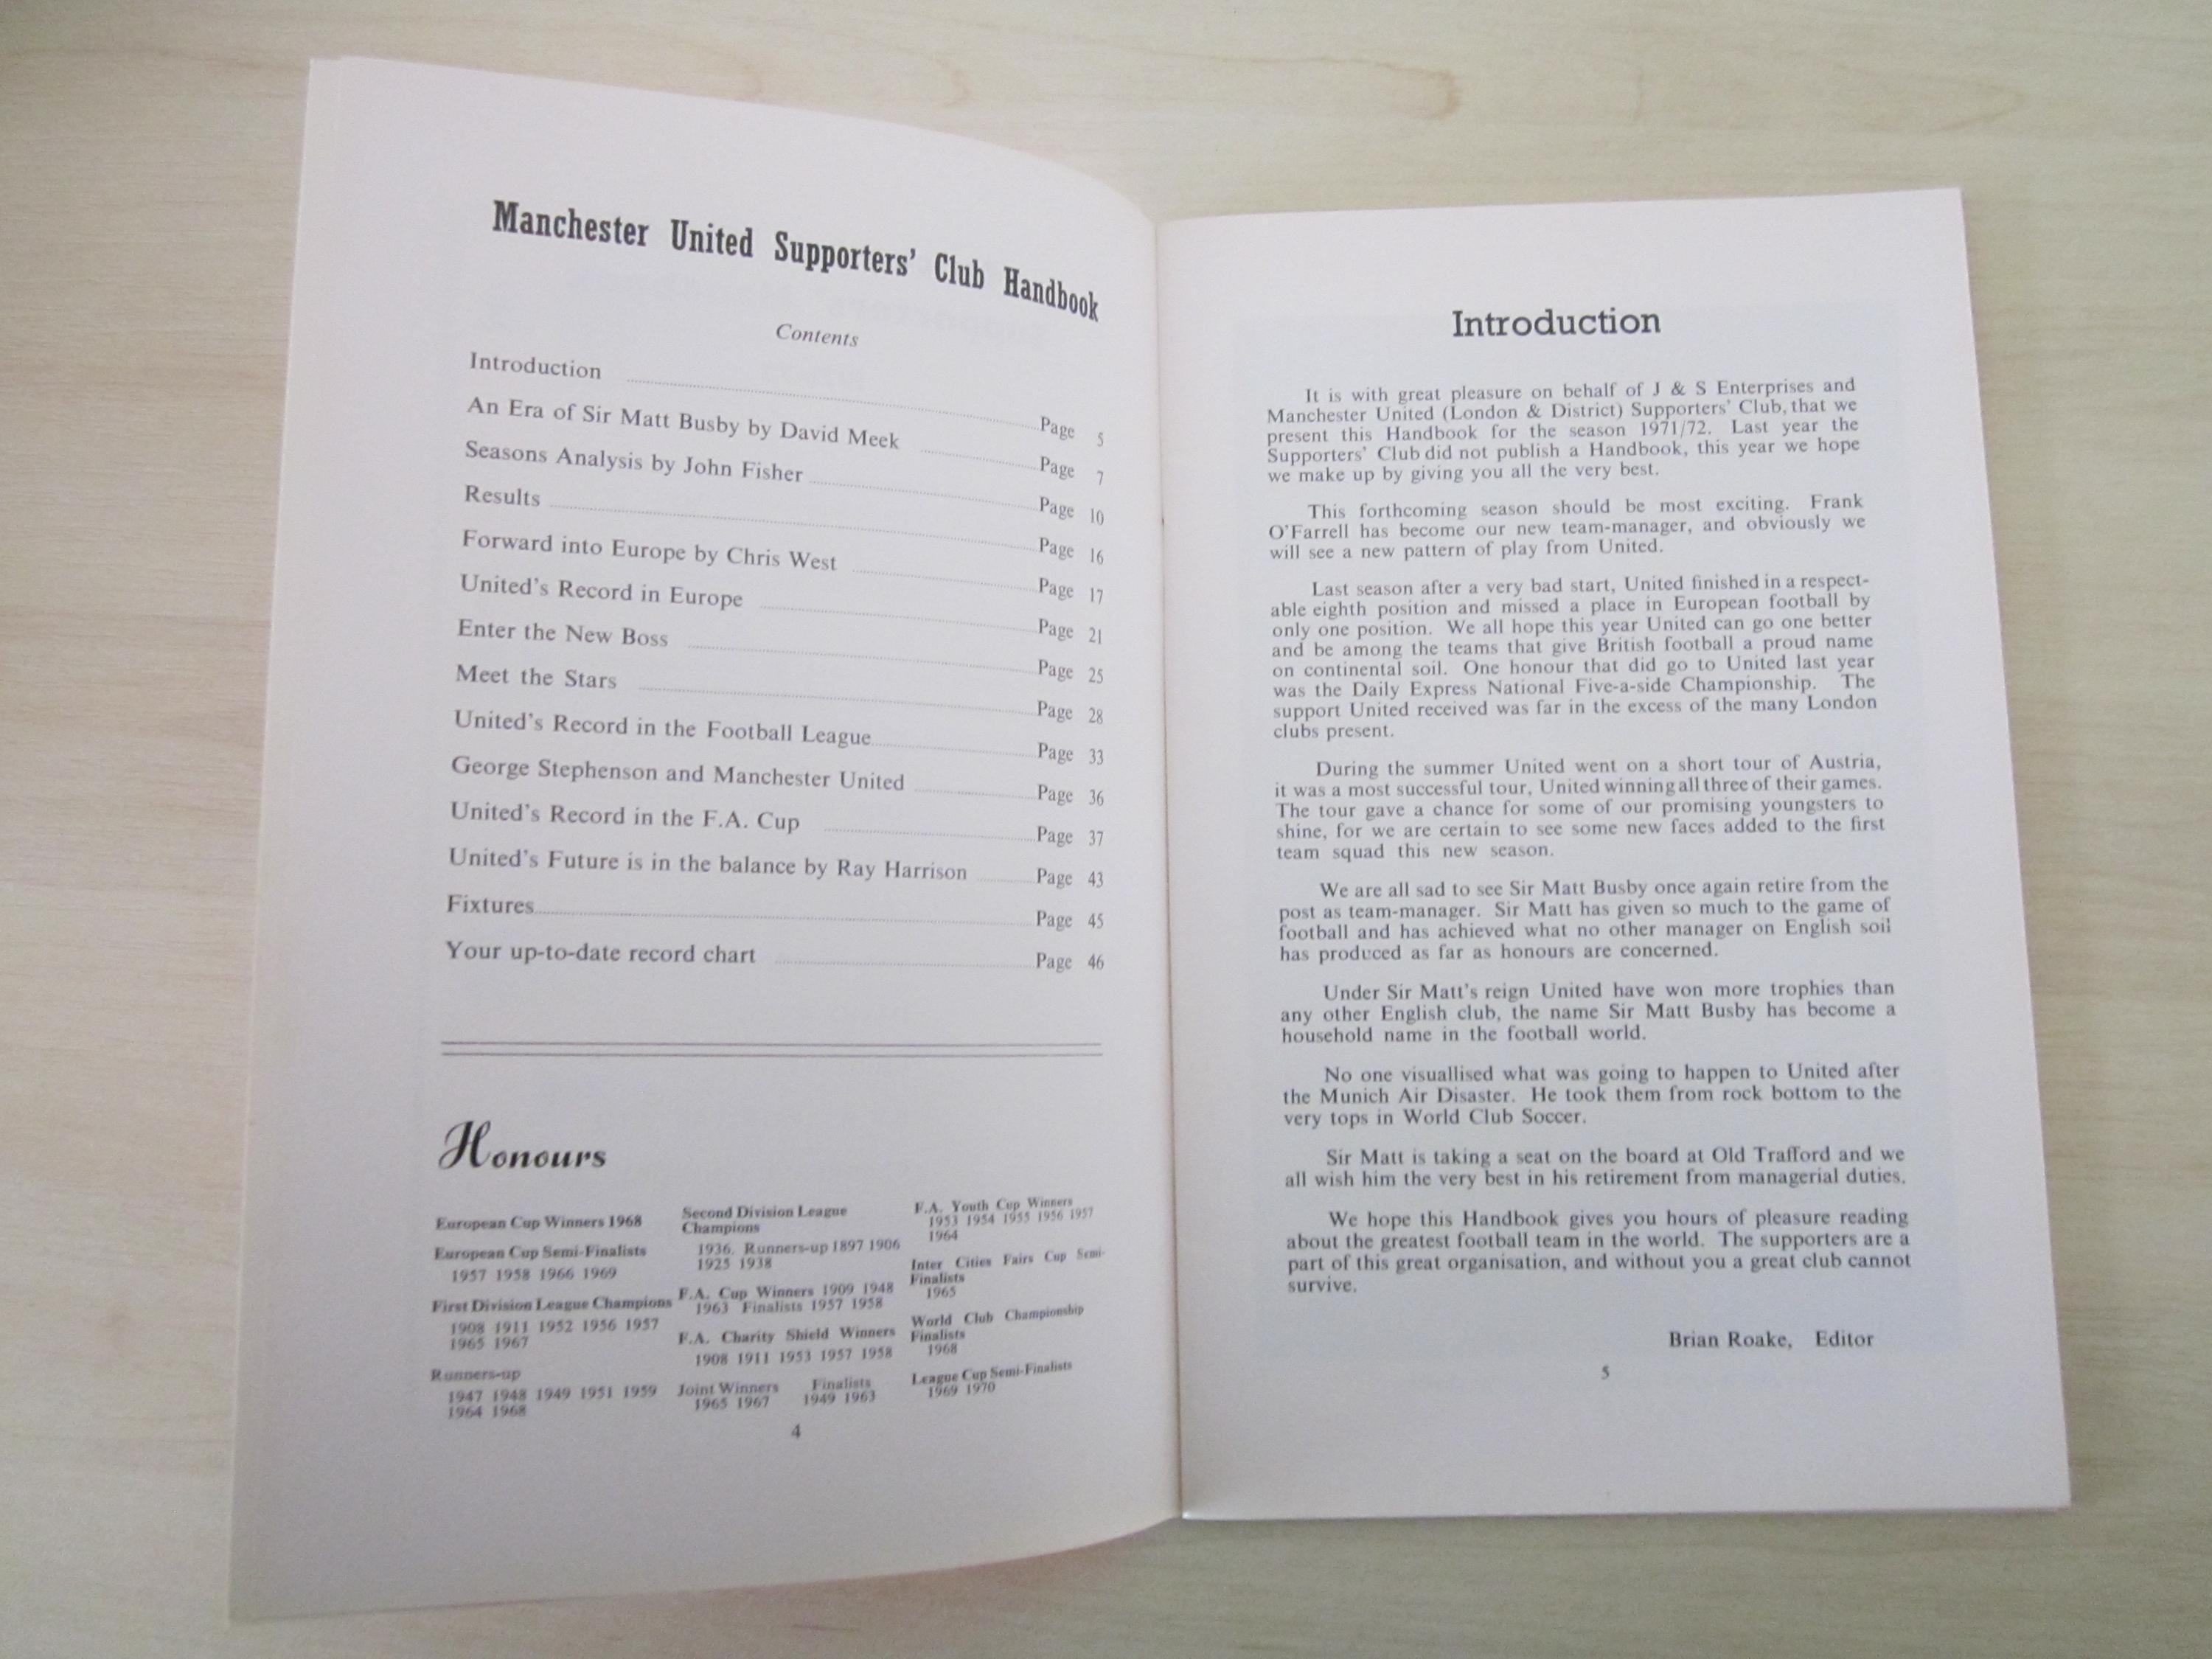 Manchester United Supporters' Club Handbook
Contents
Introduction Page 5
An Era of Sir Matt Busby by David Meek Page 7
Seasons Analysis by John Fisher Page 10
Results Page 16
Forward into Europe by Chris West Page 17
United's Record in Europe Page 21
Enter the New Boss Page 25
Meet the Stars Page 28
United's Record in the Football League Page 33
George Stephenson and Manchester United Page 36
United's Record in the F.A. Cup Page 37
United's Future is in the balance by Ray Harrison Page 43
Fixtures Page 45
Your up-to-date record chart Page 46
Honours
European Cup Winners 1968
European Cup Semi-Finalists
1957 1958 1966 1969
First Division League Champions
1908 1911 1952 1956 1957
1965 1967
Runners-up
1947 1948 1949 1951 1959
1964 1968
Second Division League
Champions
1936. Runners-up 1897 1906
1925 1938
F.A. Cup Winners 1909 1948
1963 Finalists 1957 1958
F.A. Charity Shield Winners
1908 1911 1953 1957 1958
Joint Winners Finalists
1965 1967 1949 1963
F.A. Youth Cup Winners
1953 1954 1955 1956 1957
1964
Inter Cities Fairs Cup Semi-
Finalists
1965
World Club Championship
Finalists
1968
League Cup Semi-Finalists
1969 1970
4
Introduction
It is with great pleasure on behalf of J & S Enterprises and
Manchester United (London & District) Supporters' Club, that we
present this Handbook for the season 1971/72. Last year the
Supporters' Club did not publish a Handbook, this year we hope
we make up by giving you all the very best.
This forthcoming season should be most exciting. Frank
O'Farrell has become our new team-manager, and obviously we
will see a new pattern of play from United.
Last season after a very bad start, United finished in a respect-
able eighth position and missed a place in European football by
only one position. We all hope this year United can go one better
and be among the teams that give British football a proud name
on continental soil. One honour that did go to United last year
was the Daily Express National Five-a-side Championship. The
support United received was far in the excess of the many London
clubs present.
During the summer United went on a short tour of Austria,
it was a most successful tour, United winning all three of their games.
The tour gave a chance for some of our promising youngsters to
shine, for we are certain to see some new faces added to the first
team squad this new season.
We are all sad to see Sir Matt Busby once again retire from the
post as team-manager. Sir Matt has given so much to the game of
football and has achieved what no other manager on English soil
has produced as far as honours are concerned.
Under Sir Matt's reign United have won more trophies than
any other English club, the name Sir Matt Busby has become a
household name in the football world.
No one visuallised what was going to happen to United after
the Munich Air Disaster. He took them from rock bottom to the
very tops in World Club Soccer.
Sir Matt is taking a seat on the board at Old Trafford and we
all wish him the very best in his retirement from managerial duties.
We hope this Handbook gives you hours of pleasure reading
about the greatest football team in the world. The supporters are a
part of this great organisation, and without you a great club cannot
survive.
Brian Roake, Editor
5